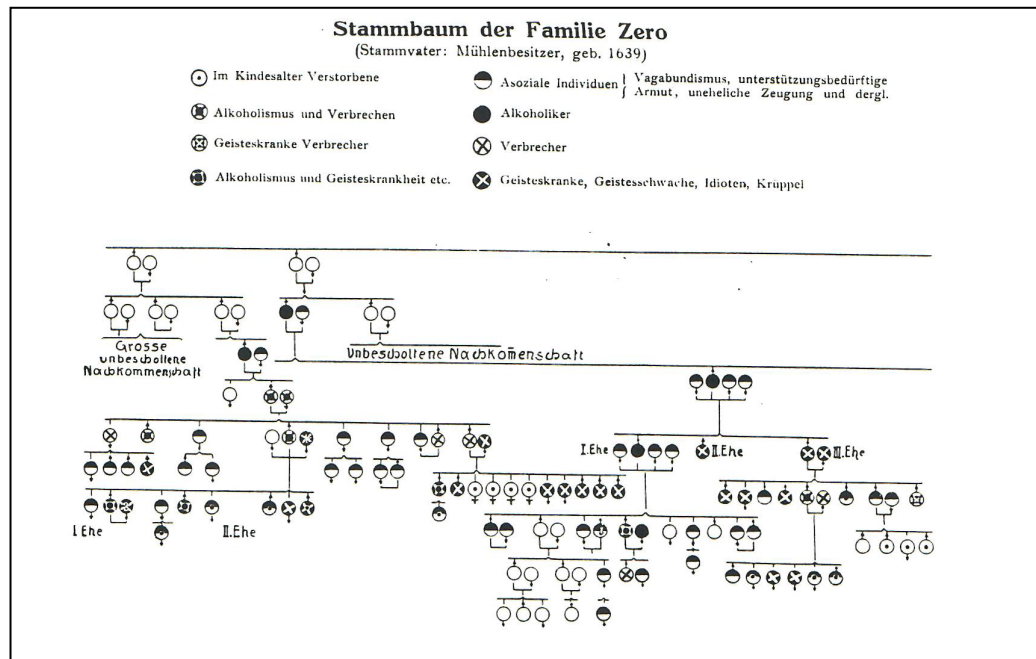 Stammbaum der Familie Zero
(Stammvater: Mühlenbesitzer, geb. 1639)
Im Kindesalter Verstorbene
Asoziale Individuen { Vagabundismus, unterstützungsbedürftige
Armut, uneheliche Zeugung und dergl.
Alkoholismus und Verbrechen
Alkoholiker
Geisteskranke Verbrecher
Verbrecher
Alkoholismus und Geisteskrankheit etc.
Geisteskranke, Geistesschwache, Idioten, Krüppel
Grosse
unbescholtene
Nachkommenschaft
Unbescholtene Nachkom̅enschaft
I.Ehe
II.Ehe
III.Ehe
I.Ehe
II.Ehe